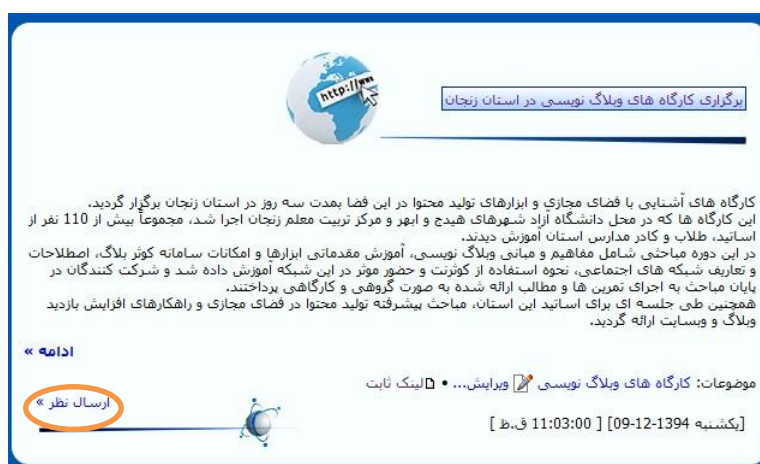 http://www
برگزاری کارگاه های وبلاگ نویسی در استان زنجان
کارگاه های آشنایی با فضای مجازی و ابزارهای تولید محتوا در این فضا بمدت سه روز در استان زنجان برگزار گردید.
این کارگاه ها که در محل دانشگاه آزاد شهرهای هیدج و ابهر و مرکز تربیت معلم زنجان اجرا شد، مجموعاً بیش از 110 نفر از
اساتید، طلاب و کادر مدارس استان آموزش دیدند.
در این دوره مباحثی شامل مفاهیم و مبانی وبلاگ نویسی، آموزش مقدماتی ابزارها و امکانات سامانه کوثر بلاگ، اصطلاحات
و تعاریف شبکه های اجتماعی، نحوه استفاده از کوثرنت و حضور موثر در این شبکه آموزش داده شد و شرکت کنندگان در
پایان مباحث به اجرای تمرین ها و مطالب ارائه شده به صورت گروهی و کارگاهی پرداختند.
همچنین طی جلسه ای برای اساتید این استان، مباحث پیشرفته تولید محتوا در فضای مجازی و راهکارهای افزایش بازدید
وبلاگ و وبسایت ارائه گردید.
ادامه »
موضوعات: کارگاه های وبلاگ نویسی ویرایش... • لینک ثابت
ارسال نظر »
[یکشنبه 1394-12-09] [ 11:03:00 ق.ظ ]